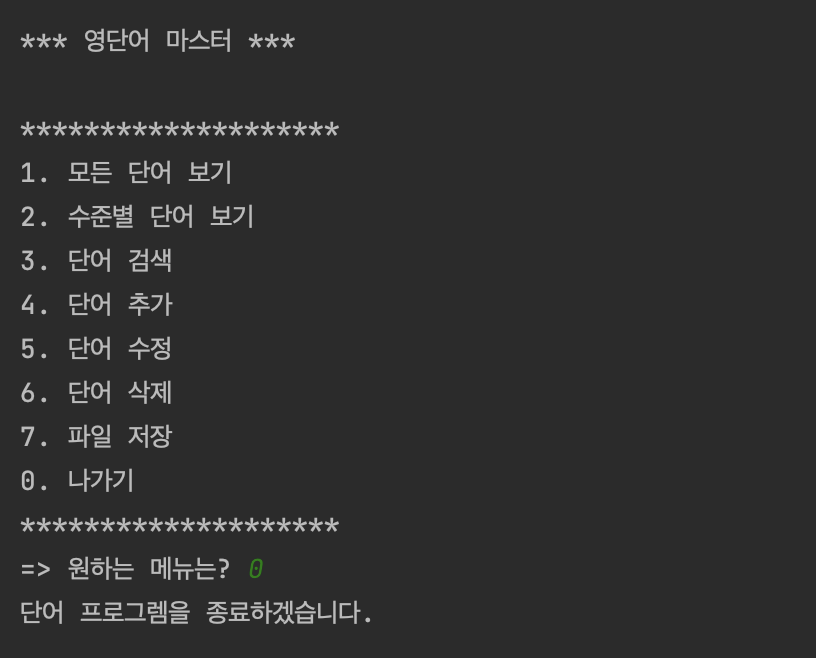 *** 영단어 마스터 ***
********************
1. 모든 단어 보기
2. 수준별 단어 보기
3. 단어 검색
4. 단어 추가
5. 단어 수정
6. 단어 삭제
7. 파일 저장
0. 나가기
********************
=> 원하는 메뉴는? 0
단어 프로그렘을 종료하겠습니다.